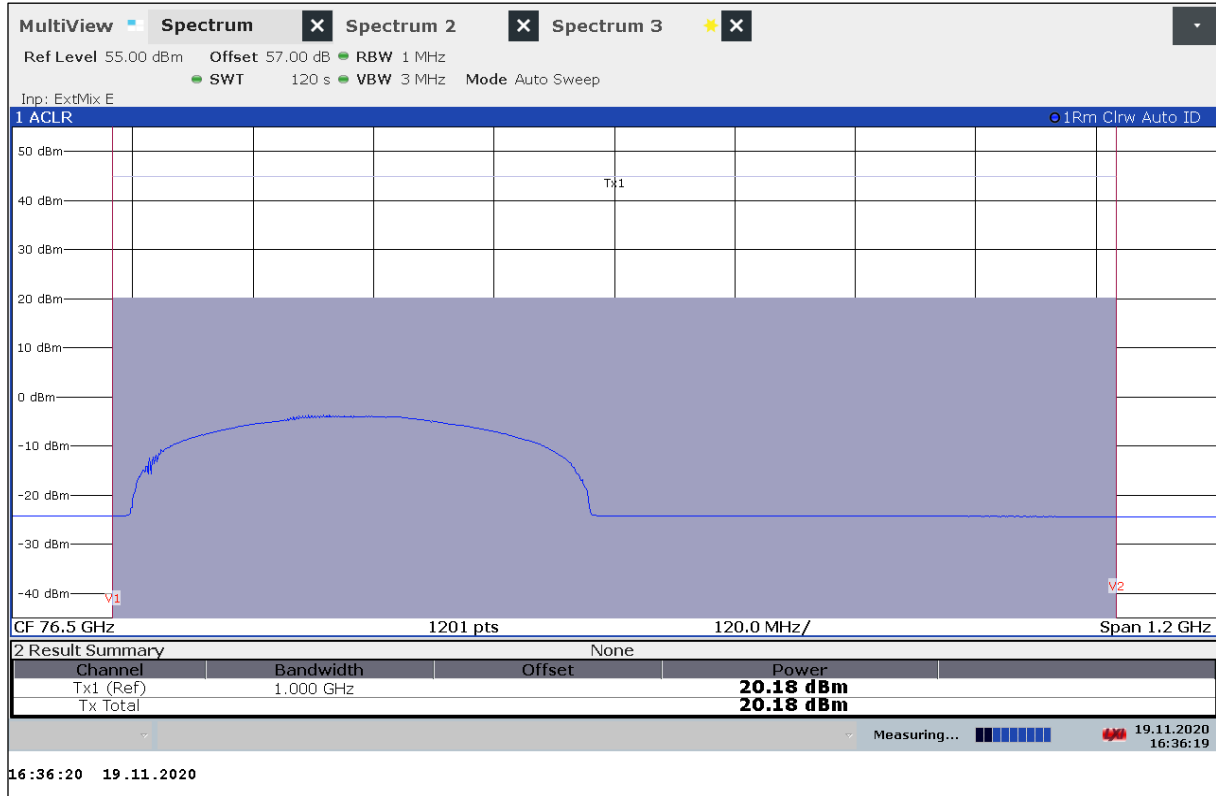 MultiView Spectrum X Spectrum 2 X Spectrum 3 X
Ref Level 55.00 dBm Offset 57.00 dB RBW 1 MHz
SWT 120 s VBW 3 MHz Mode Auto Sweep
Inp: ExtMix E
1 ACLR 1Rm Clrw Auto ID
50 dBm
Tx1
40 dBm
30 dBm
20 dBm
10 dBm
0 dBm
-10 dBm
-20 dBm
-30 dBm
-40 dBm
V1
V2
CF 76.5 GHz 1201 pts 120.0 MHz/ Span 1.2 GHz
2 Result Summary None
Channel Bandwidth Offset Power
Tx1 (Ref) 1.000 GHz 20.18 dBm
Tx Total 20.18 dBm
Measuring... LXI 19.11.2020
16:36:19
16:36:20 19.11.2020